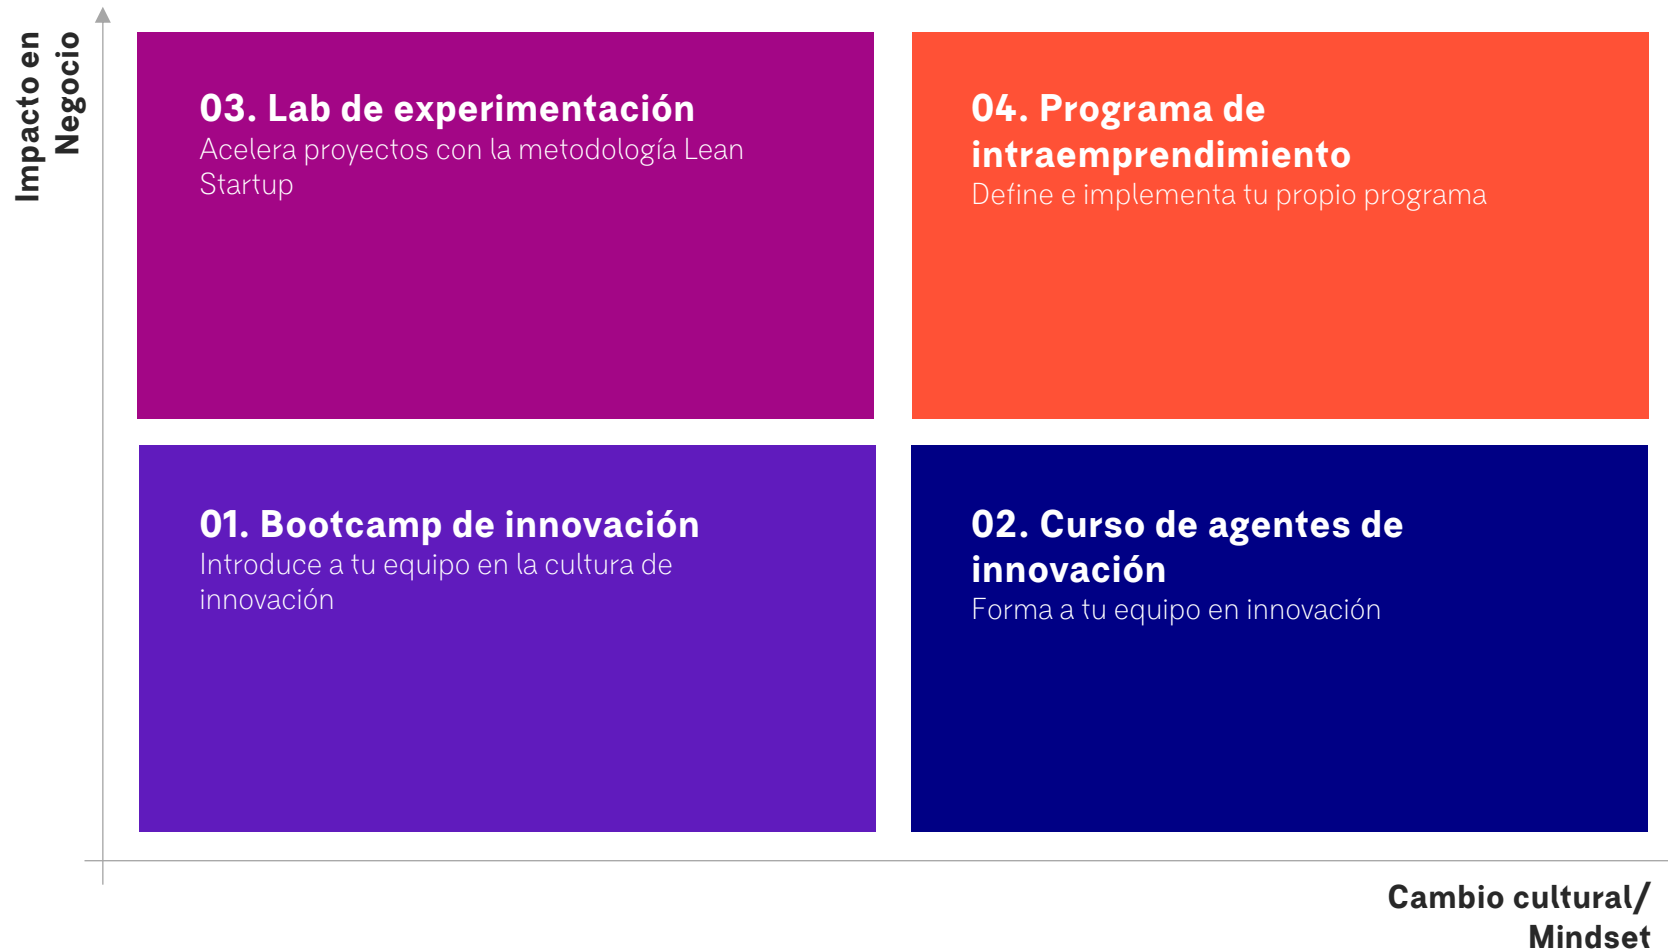 Impacto en
Negocio
03. Lab de experimentación
Acelera proyectos con la metodología Lean
Startup
04. Programa de
intraemprendimiento
Define e implementa tu propio programa
01. Bootcamp de innovación
Introduce a tu equipo en la cultura de
innovación
02. Curso de agentes de
innovación
Forma a tu equipo en innovación
Cambio cultural/
Mindset